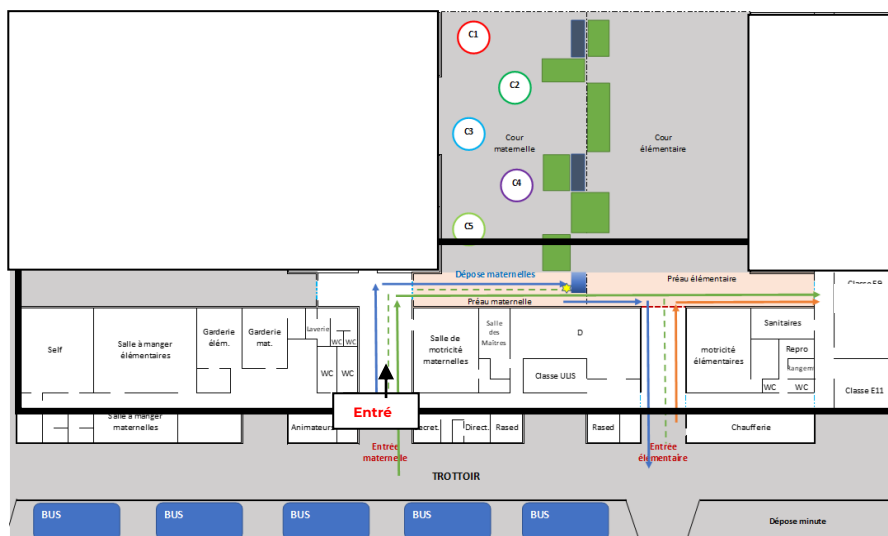 C1
C2
C3
Cour
maternelle
Cour
élémentaire
C4
C5
Dépose maternelles
Préau élémentaire
Préau maternelle
Classe E9
Self
Salle à manger
élémentaires
Garderie
élém.
Garderie
mat.
Laverie
WC
WC
WC
WC
Salle de
motricité
maternelles
Salle
des
Maîtres
D
Classe ULIS
motricité
élémentaires
Sanitaires
Repro
Rangem
WC
WC
Classe E11
Entré
Salle à manger
maternelles
Animateurs
Secret.
Direct.
Rased
Rased
Chaufferie
Entrée
maternelle
Entrée
élémentaire
TROTTOIR
BUS
BUS
BUS
BUS
BUS
Dépose minute